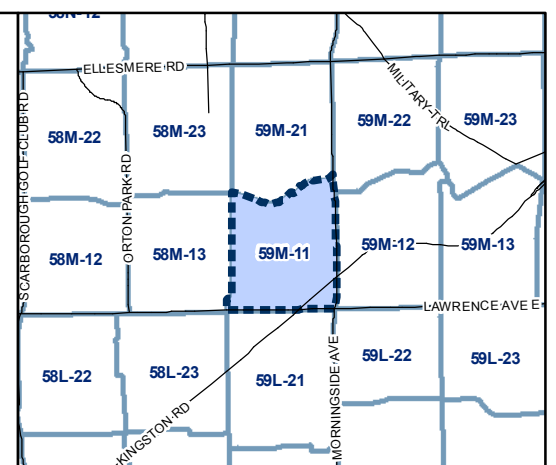 58N-12
ELLESMERE RD
MILITARY TRL
SCARBOROUGH GOLF CLUB RD
58M-22
58M-23
59M-21
59M-22
59M-23
ORTON PARK RD
58M-12
58M-13
59M-11
59M-12
59M-13
LAWRENCE AVE E
58L-22
58L-23
59L-21
59L-22
59L-23
MORNINGSIDE AVE
KINGSTON RD